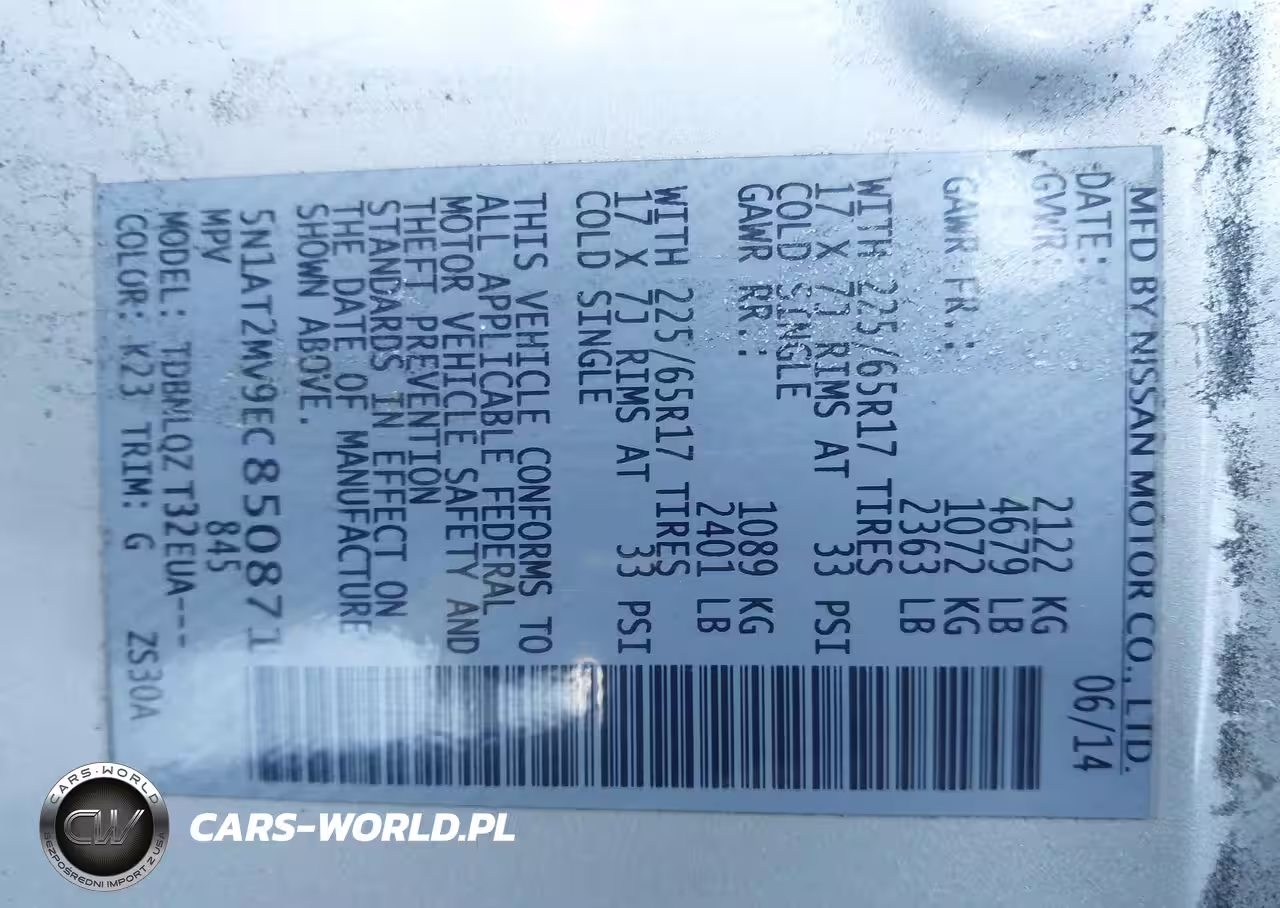 MFD BY NISSAN MOTOR CO., LTD.
DATE: 06/14
GVWR: 2122 KG
4679 LB
GAWR FR.: 1072 KG
2363 LB
WITH 225/65R17 TIRES
17 X 7J RIMS AT 33 PSI
COLD SINGLE
GAWR RR.: 1089 KG
2401 LB
WITH 225/65R17 TIRES
17 X 7J RIMS AT 33 PSI
COLD SINGLE
THIS VEHICLE CONFORMS TO
ALL APPLICABLE FEDERAL
MOTOR VEHICLE SAFETY AND
THEFT PREVENTION
STANDARDS IN EFFECT ON
THE DATE OF MANUFACTURE
SHOWN ABOVE.
5N1AT2MV9EC850871
MPV 845
MODEL: TDBMLQZ T32EUA---
COLOR: K23 TRIM: G ZS30A
CARS-WORLD
CW
BEZPOŚREDNI IMPORT Z USA
CARS-WORLD.PL